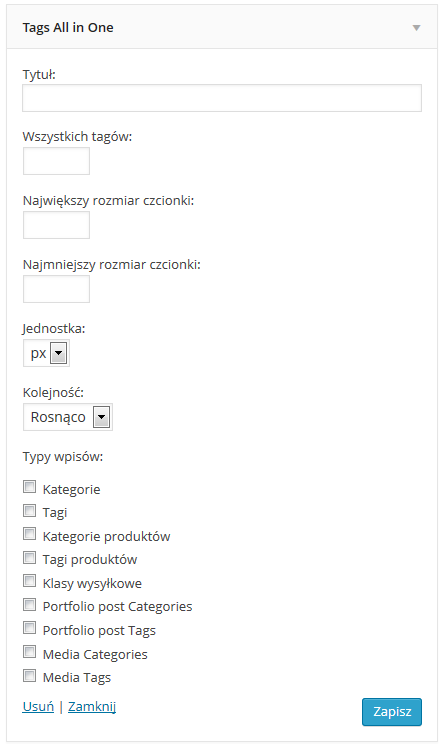 Tags All in One
Tytuł:
Wszystkich tagów:
Największy rozmiar czcionki:
Najmniejszy rozmiar czcionki:
Jednostka:
px
Kolejność:
Rosnąco
Typy wpisów:
Kategorie
Tagi
Kategorie produktów
Tagi produktów
Klasy wysyłkowe
Portfolio post Categories
Portfolio post Tags
Media Categories
Media Tags
Usuń | Zamknij Zapisz